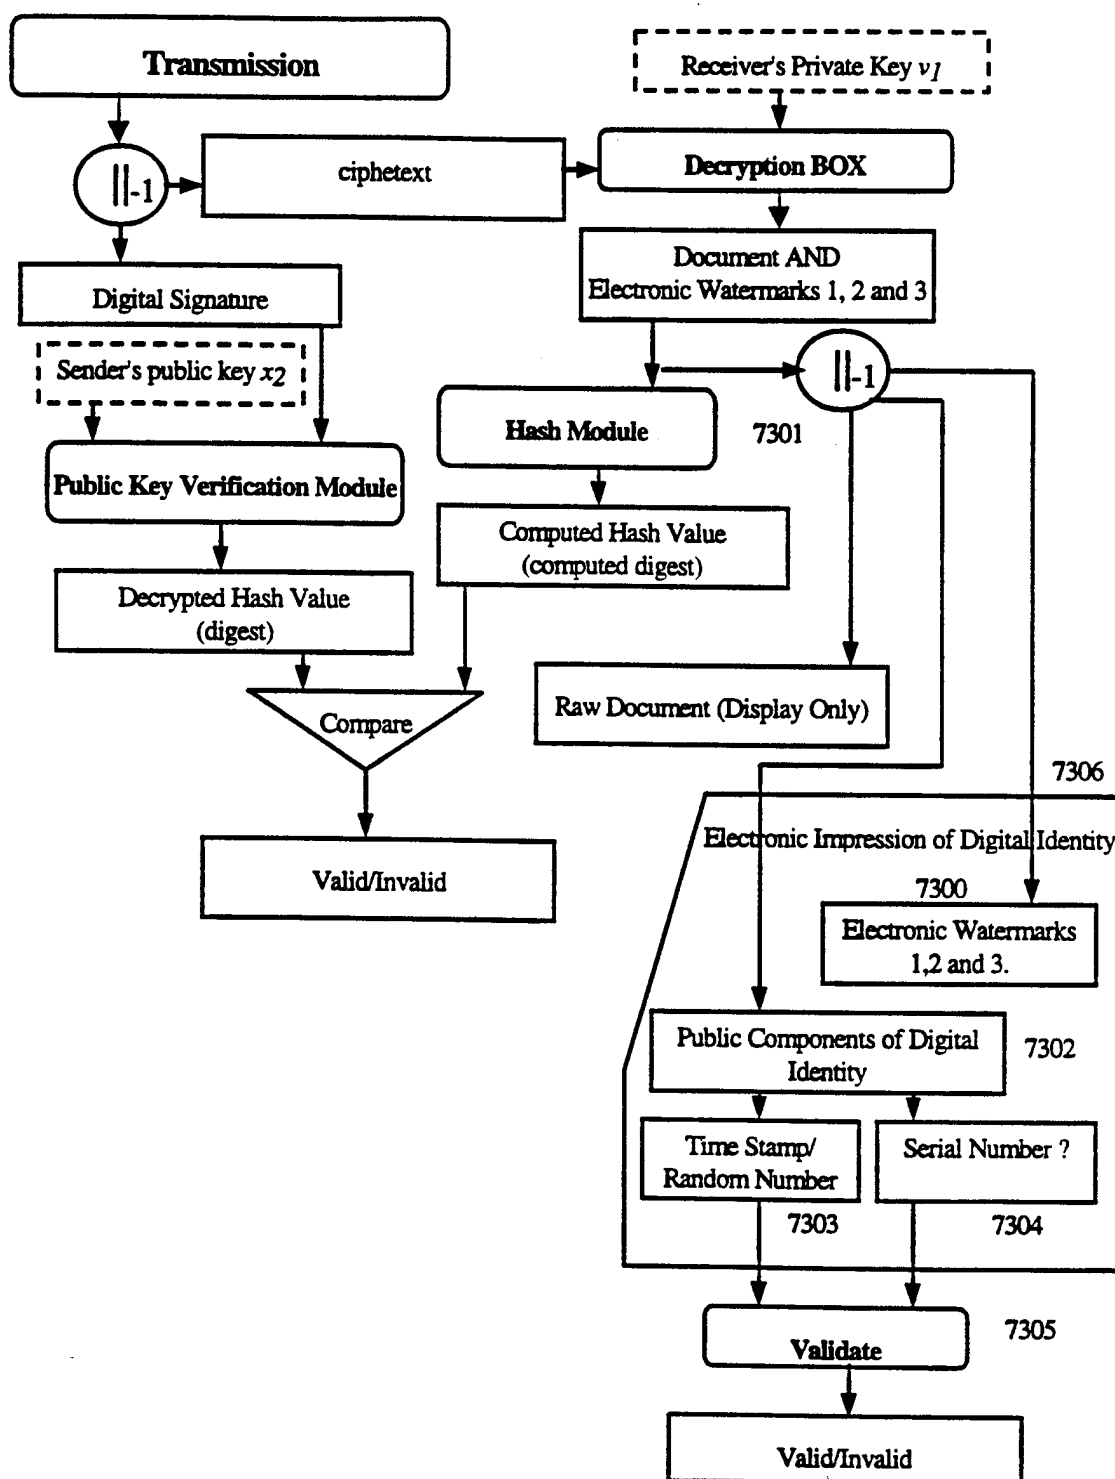 Transmission
Receiver's Private Key v1
||-1
ciphetext
Decryption BOX
Document AND
Electronic Watermarks 1, 2 and 3
Digital Signature
Sender's public key x2
||-1
Hash Module
7301
Public Key Verification Module
Computed Hash Value
(computed digest)
Decrypted Hash Value
(digest)
Raw Document (Display Only)
Compare
7306
Electronic Impression of Digital Identity
Valid/Invalid
7300
Electronic Watermarks
1,2 and 3.
Public Components of Digital
Identity
7302
Time Stamp/
Random Number
Serial Number ?
7303
7304
7305
Validate
Valid/Invalid